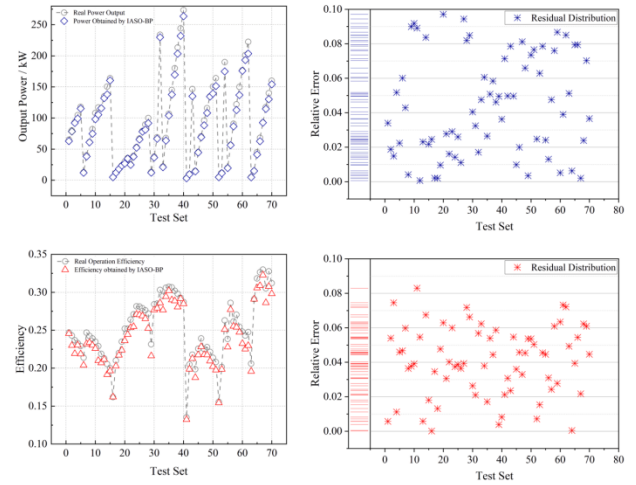 Real Power Output
Power Obtained by IASO-BP
Output Power / kW
250
200
150
100
50
0
0 10 20 30 40 50 60 70
Test Set
Residual Distribution
Relative Error
0.10
0.08
0.06
0.04
0.02
0.00
0 10 20 30 40 50 60 70 80
Test Set
Real Operation Efficiency
Efficiency obtained by IASO-BP
Efficiency
0.35
0.30
0.25
0.20
0.15
0.10
0 10 20 30 40 50 60 70
Test Set
Residual Distribution
Relative Error
0.10
0.08
0.06
0.04
0.02
0.00
0 10 20 30 40 50 60 70 80
Test Set